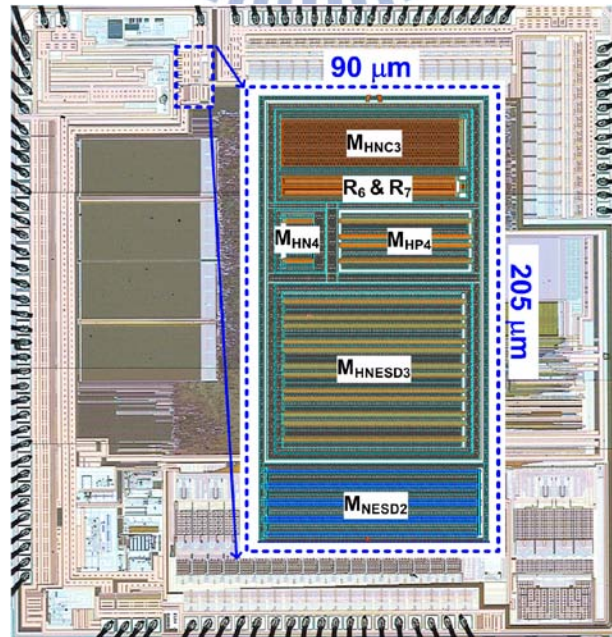 90 μm
M_HNC3
R_6 & R_7
M_HN4
M_HP4
205 μm
M_HNESD3
M_NESD2